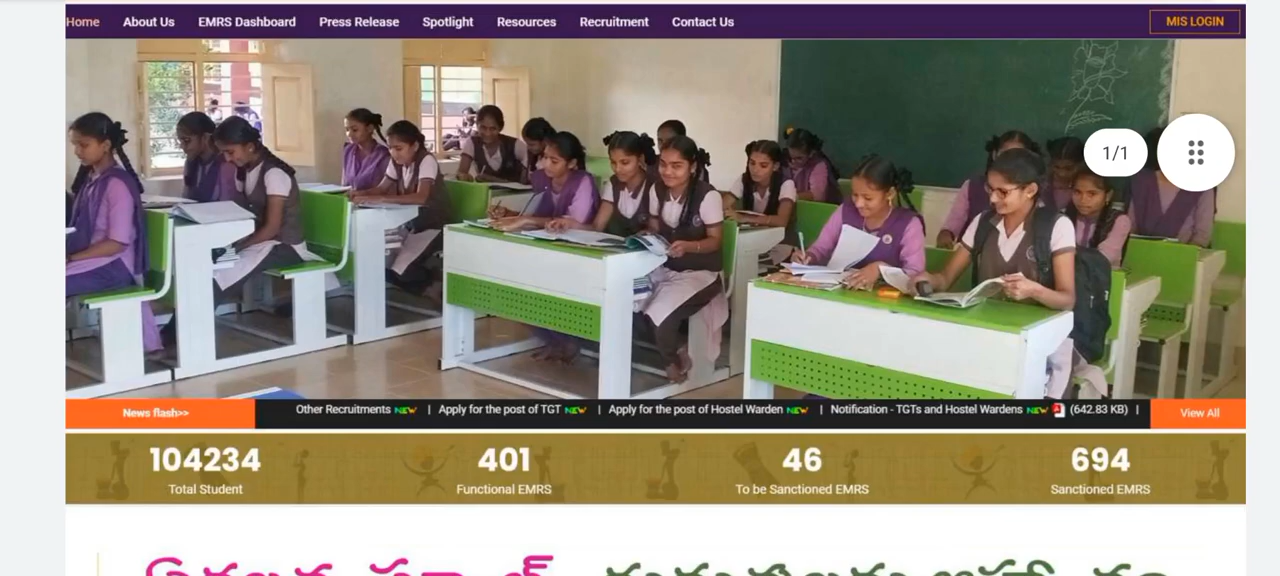 Home About Us EMRS Dashboard Press Release Spotlight Resources Recruitment Contact Us MIS LOGIN
1/1
News flash>> Other Recruitments NEW | Apply for the post of TGT NEW | Apply for the post of Hostel Warden NEW | Notification - TGTs and Hostel Wardens NEW (642.83 KB) | View All
104234 401 46 694
Total Student Functional EMRS To be Sanctioned EMRS Sanctioned EMRS